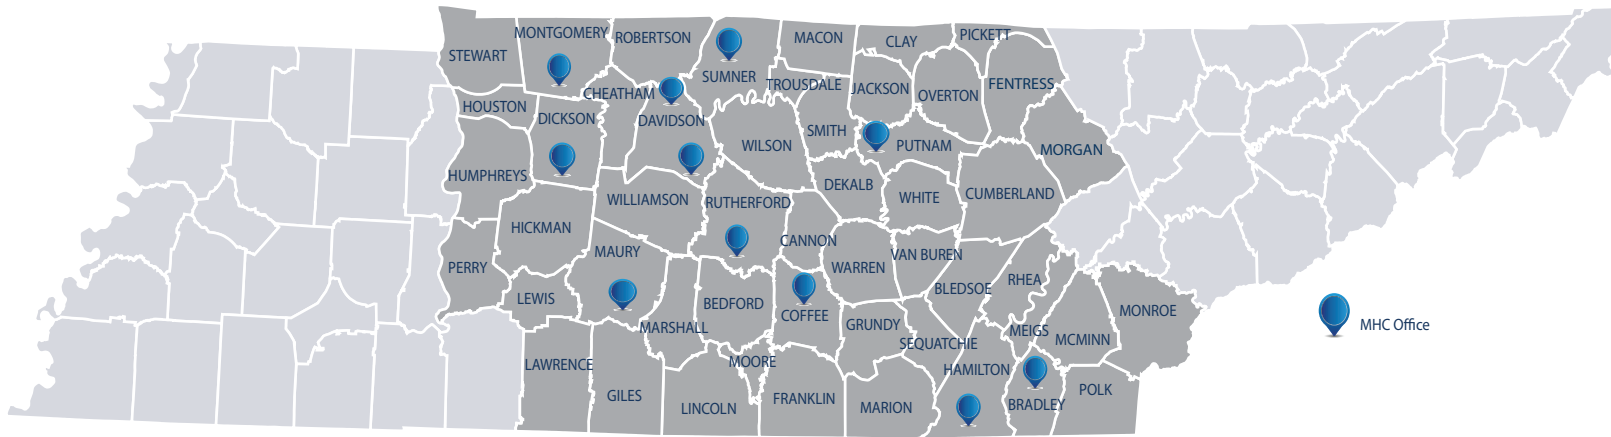 MONTGOMERY
ROBERTSON
MACON
CLAY
PICKETT
STEWART
SUMNER
TROUSDALE
JACKSON
OVERTON
FENTRESS
HOUSTON
CHEATHAM
DICKSON
DAVIDSON
SMITH
WILSON
PUTNAM
MORGAN
HUMPHREYS
DEKALB
WHITE
CUMBERLAND
WILLIAMSON
RUTHERFORD
HICKMAN
CANNON
MAURY
VAN BUREN
PERRY
WARREN
RHEA
LEWIS
BEDFORD
BLEDSOE
COFFEE
MONROE
MARSHALL
GRUNDY
MEIGS
MCMINN
SEQUATCHIE
MHC Office
LAWRENCE
MOORE
HAMILTON
GILES
LINCOLN
FRANKLIN
MARION
BRADLEY
POLK